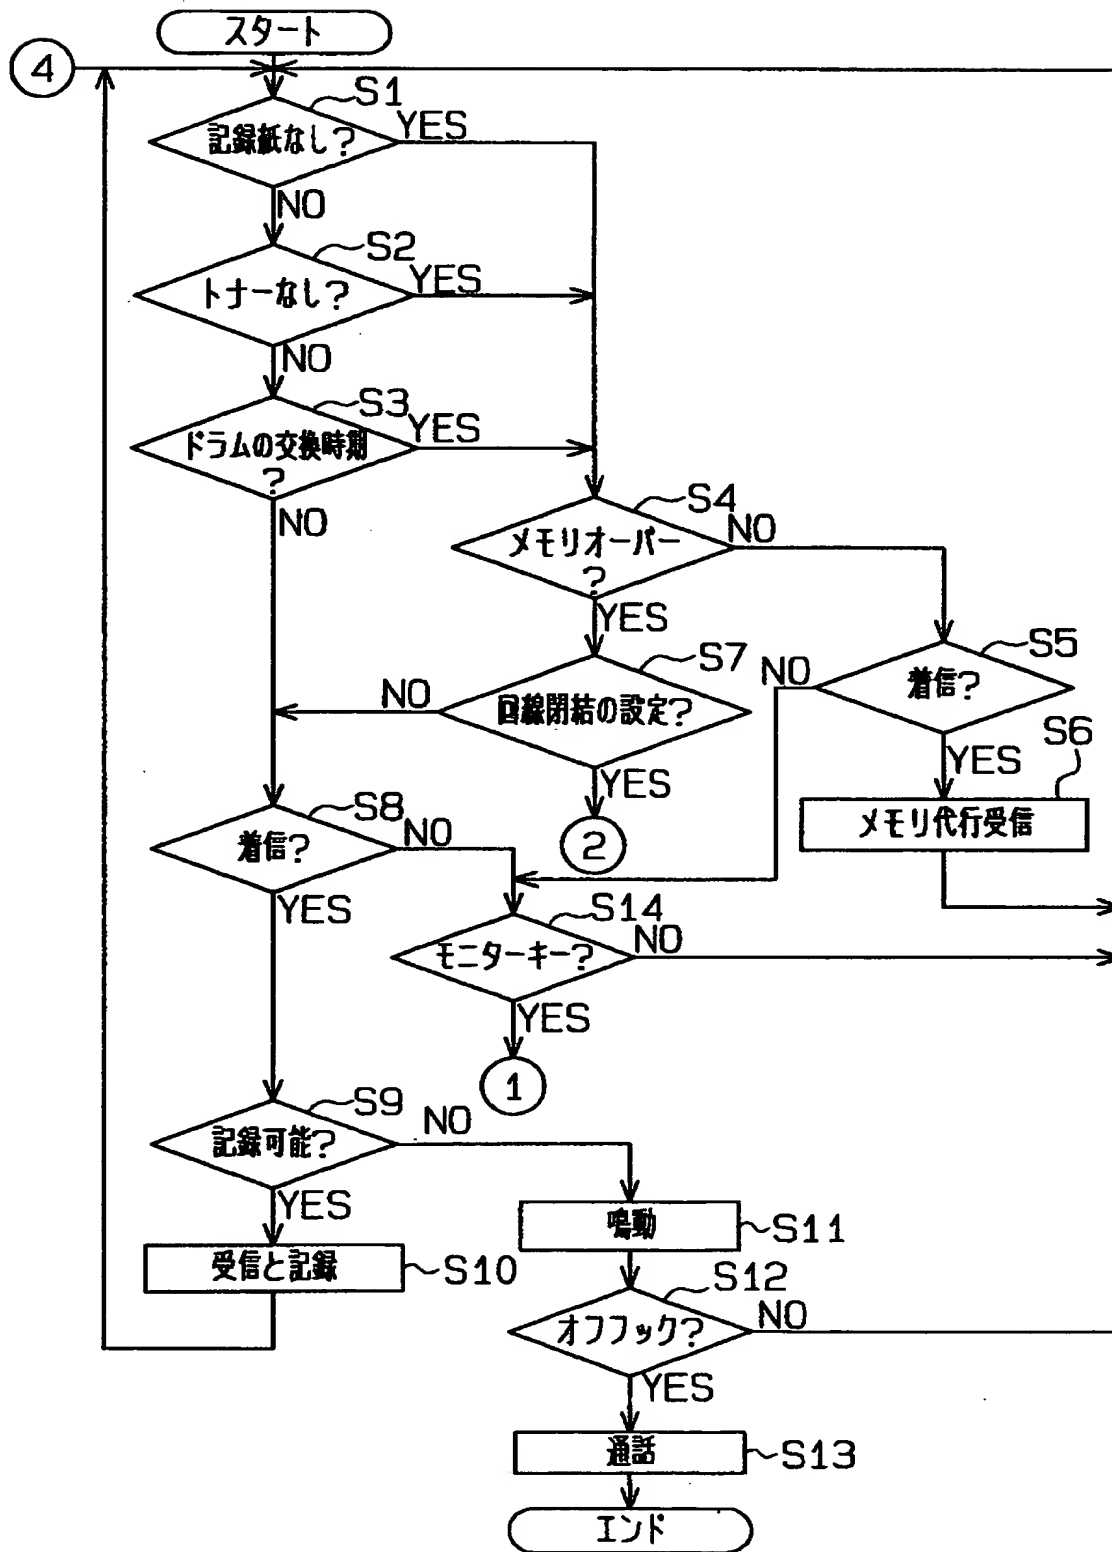 スタート
4
S1
記録紙なし?
YES
NO
S2
トナーなし?
YES
NO
S3
ドラムの交換時期
?
YES
NO
S4
メモリオーバー
?
NO
YES
S5
着信?
NO
YES
S7
回線閉結の設定?
NO
YES
S6
メモリ代行受信
2
S8
着信?
NO
YES
S14
モニターキー?
NO
YES
1
S9
記録可能?
NO
YES
受信と記録
S10
鳴動
S11
S12
オフフック?
NO
YES
通話
S13
エンド